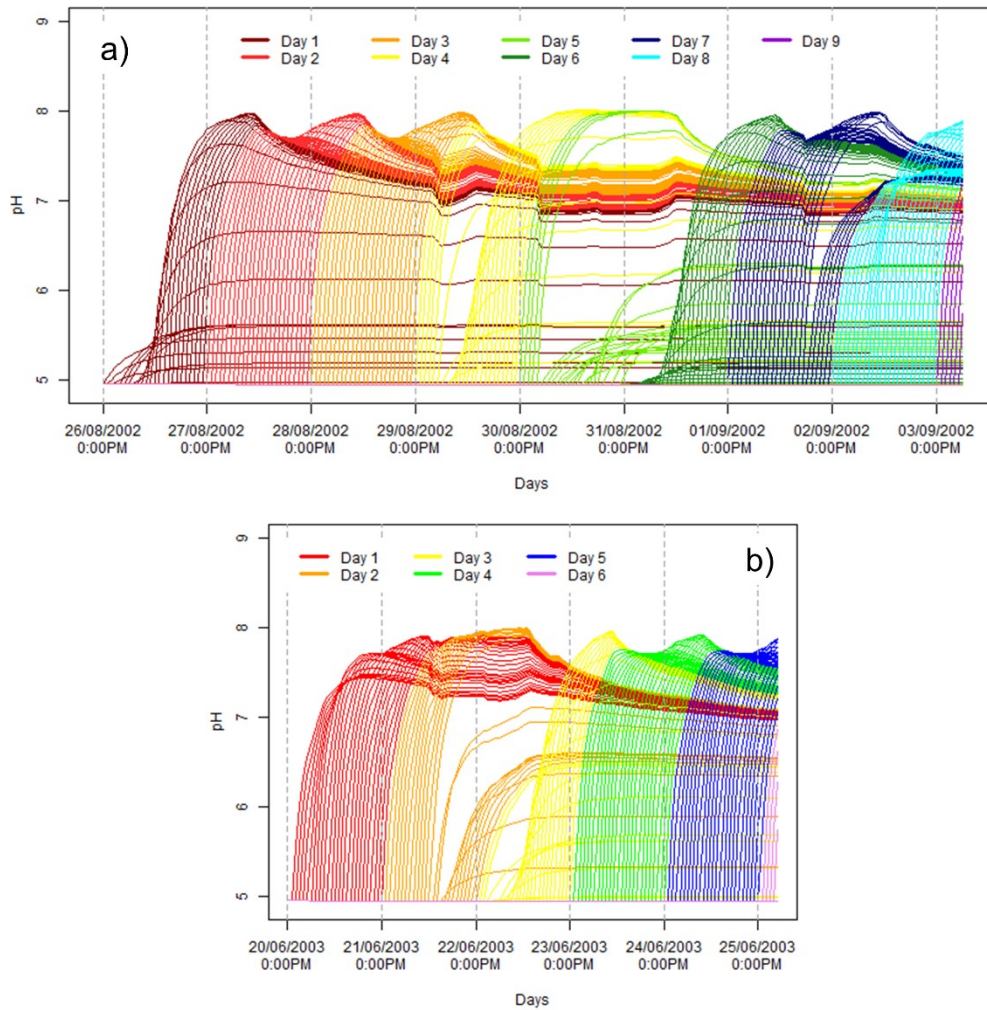 a)
Day 1 Day 3 Day 5 Day 7 Day 9
Day 2 Day 4 Day 6 Day 8
9
8
7
6
5
pH
26/08/2002 27/08/2002 28/08/2002 29/08/2002 30/08/2002 31/08/2002 01/09/2002 02/09/2002 03/09/2002
0:00PM 0:00PM 0:00PM 0:00PM 0:00PM 0:00PM 0:00PM 0:00PM 0:00PM
Days
b)
Day 1 Day 3 Day 5
Day 2 Day 4 Day 6
9
8
7
6
5
pH
20/06/2003 21/06/2003 22/06/2003 23/06/2003 24/06/2003 25/06/2003
0:00PM 0:00PM 0:00PM 0:00PM 0:00PM 0:00PM
Days